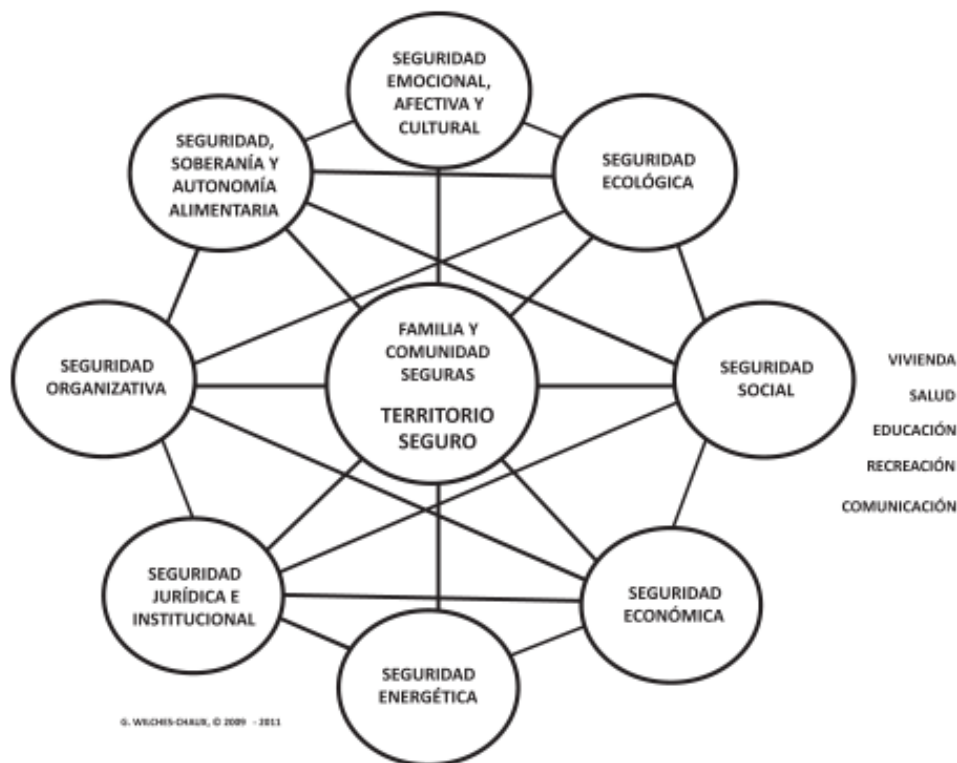 SEGURIDAD
EMOCIONAL,
AFECTIVA Y
CULTURAL
SEGURIDAD,
SOBERANÍA Y
AUTONOMÍA
ALIMENTARIA
SEGURIDAD
ECOLÓGICA
SEGURIDAD
ORGANIZATIVA
FAMILIA Y
COMUNIDAD
SEGURAS
TERRITORIO
SEGURO
SEGURIDAD
SOCIAL
VIVIENDA
SALUD
EDUCACIÓN
RECREACIÓN
COMUNICACIÓN
SEGURIDAD
JURÍDICA E
INSTITUCIONAL
SEGURIDAD
ECONÓMICA
SEGURIDAD
ENERGÉTICA
G. WILCHES-CHAUX, © 2009 - 2011